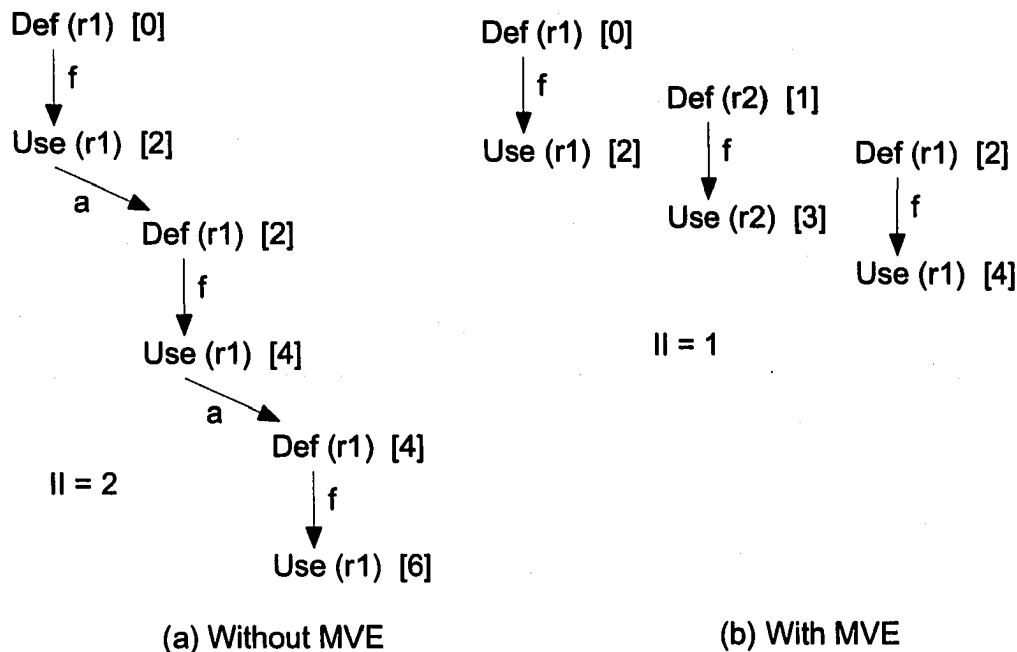 Def (r1) [0]
f
Use (r1) [2]
a
Def (r1) [2]
f
Use (r1) [4]
a
Def (r1) [4]
f
Use (r1) [6]
II = 2
(a) Without MVE
Def (r1) [0]
f
Use (r1) [2]
Def (r2) [1]
f
Use (r2) [3]
Def (r1) [2]
f
Use (r1) [4]
II = 1
(b) With MVE